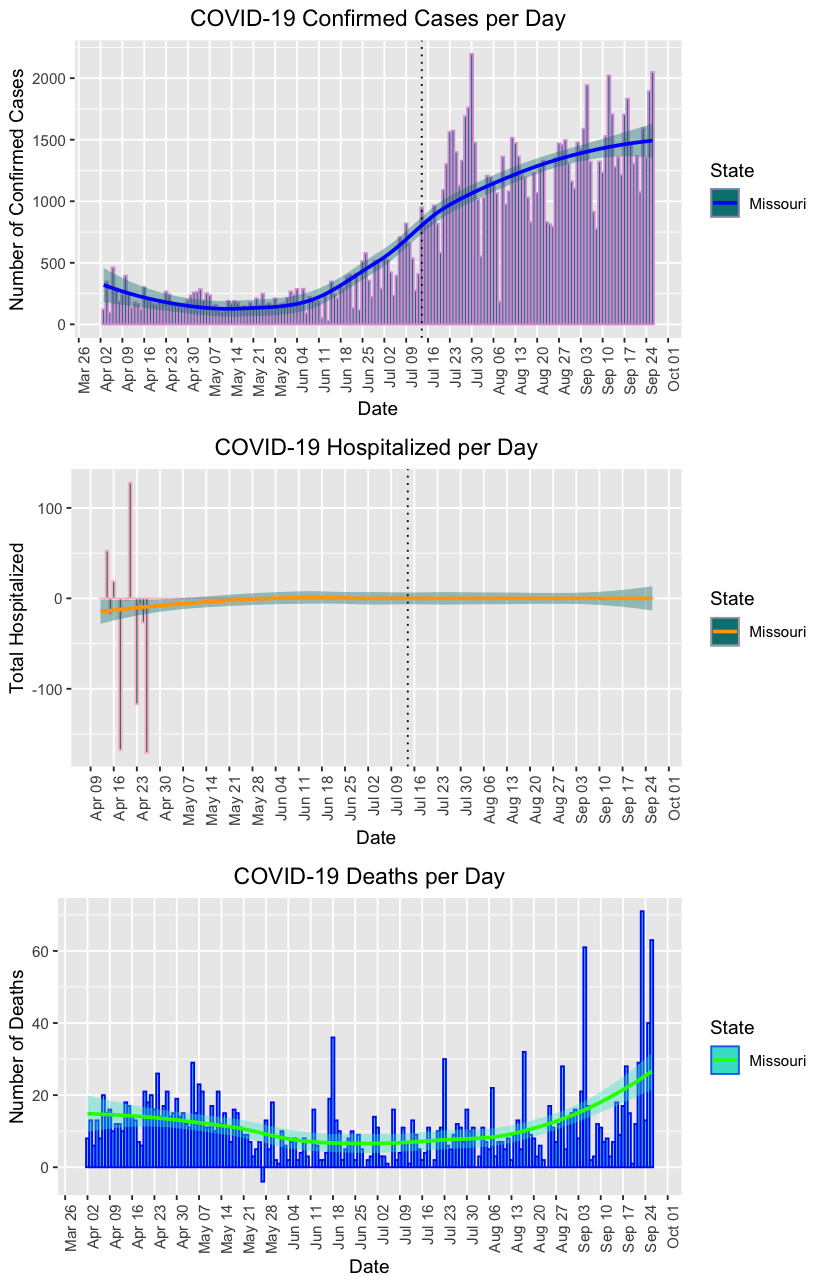 COVID-19 Confirmed Cases per Day
Number of Confirmed Cases
2000
1500
1000
500
0
Mar 26 Apr 02 Apr 09 Apr 16 Apr 23 Apr 30 May 07 May 14 May 21 May 28 Jun 04 Jun 11 Jun 18 Jun 25 Jul 02 Jul 09 Jul 16 Jul 23 Jul 30 Aug 06 Aug 13 Aug 20 Aug 27 Sep 03 Sep 10 Sep 17 Sep 24 Oct 01
Date
State
Missouri
COVID-19 Hospitalized per Day
Total Hospitalized
100
0
-100
Apr 09 Apr 16 Apr 23 Apr 30 May 07 May 14 May 21 May 28 Jun 04 Jun 11 Jun 18 Jun 25 Jul 02 Jul 09 Jul 16 Jul 23 Jul 30 Aug 06 Aug 13 Aug 20 Aug 27 Sep 03 Sep 10 Sep 17 Sep 24 Oct 01
Date
State
Missouri
COVID-19 Deaths per Day
Number of Deaths
60
40
20
0
Mar 26 Apr 02 Apr 09 Apr 16 Apr 23 Apr 30 May 07 May 14 May 21 May 28 Jun 04 Jun 11 Jun 18 Jun 25 Jul 02 Jul 09 Jul 16 Jul 23 Jul 30 Aug 06 Aug 13 Aug 20 Aug 27 Sep 03 Sep 10 Sep 17 Sep 24 Oct 01
Date
State
Missouri